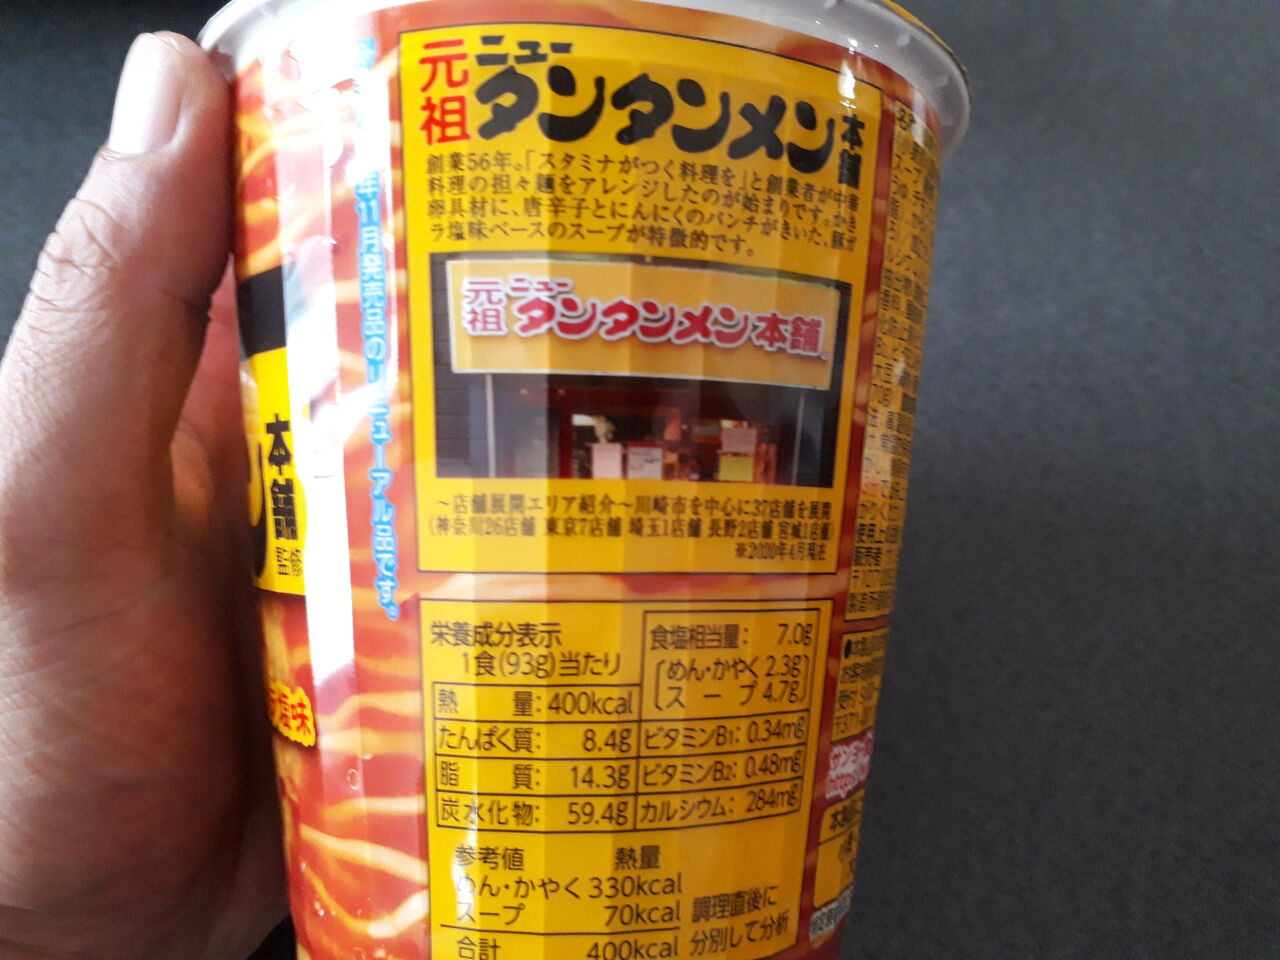 元祖
ニュー
タンタンメン
本舗
創業56年。「スタミナがつく料理を」と創業者が中華
料理の担々麺をアレンジしたのが始まりです。かき
卵具材に、唐辛子とにんにくのパンチがきいた、豚ガ
ラ塩味ベースのスープが特徴的です。
元祖
ニュー
タンタンメン本舗
～店舗展開エリア紹介～川崎市を中心に37店舗を展開
(神奈川26店舗 東京7店舗 埼玉1店舗 長野2店舗 宮城1店舗)
※2020年4月現在
年11月発売品のリニューアル品です。
本舗
監修
塩味
栄養成分表示
1食(93g)当たり
熱量: 400kcal
たんぱく質: 8.4g
脂質: 14.3g
炭水化物: 59.4g
食塩相当量: 7.0g
めん・かやく 2.3g
スープ 4.7g
ビタミンB1: 0.34mg
ビタミンB2: 0.48mg
カルシウム: 284mg
参考値 熱量
めん・かやく 330kcal
スープ 70kcal
合計 400kcal
調理直後に
分別して分析
販売者